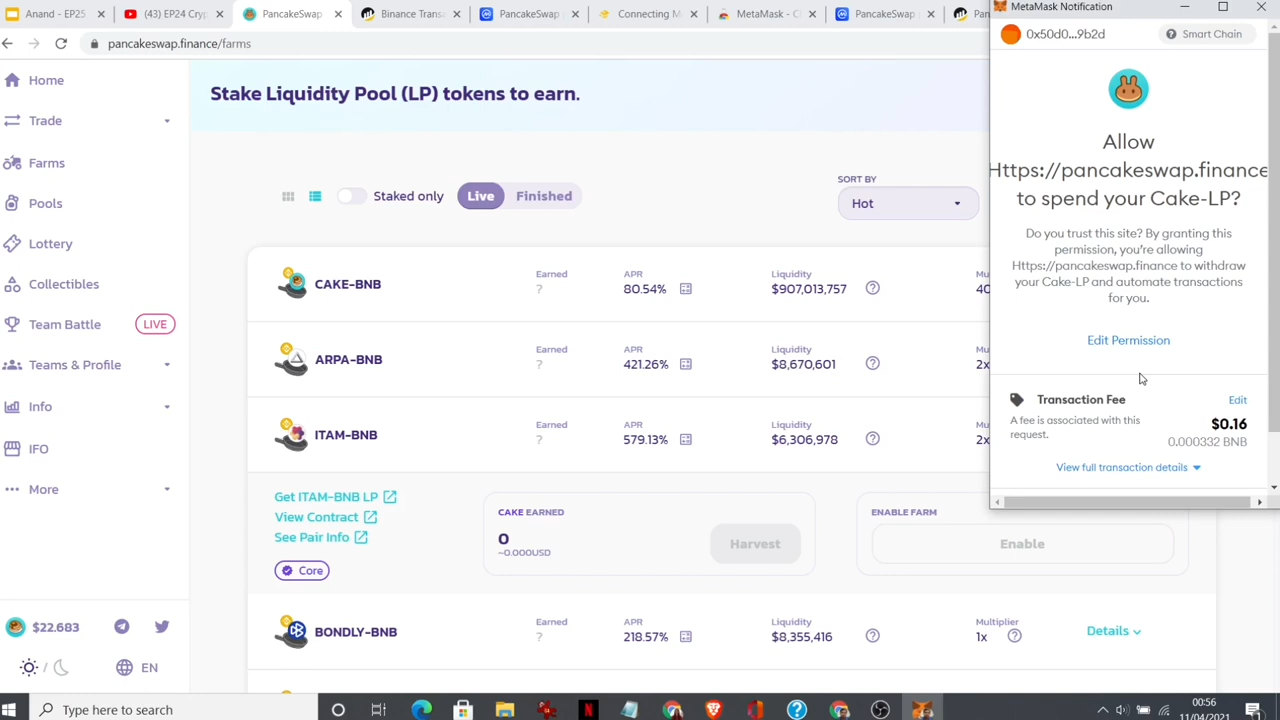 Anand - EP25
(43) EP24 Cryp
PancakeSwap
Binance Tran
PancakeSwap
Connecting
MetaMask - C
PancakeSwap
Pan
pancakeswap.finance/farms
Stake Liquidity Pool (LP) tokens to earn.
Home
Trade
Farms
Pools
Lottery
Collectibles
Team Battle LIVE
Teams & Profile
Info
IFO
More
$22.683
EN
Staked only
Live Finished
SORT BY
Hot
CAKE-BNB
Earned
?
APR
80.54%
Liquidity
$907,013,757
Mu
40
ARPA-BNB
Earned
?
APR
421.26%
Liquidity
$8,670,601
Mu
2x
ITAM-BNB
Earned
?
APR
579.13%
Liquidity
$6,306,978
Mu
2x
Get ITAM-BNB LP
View Contract
See Pair Info
Core
CAKE EARNED
0
~0.000USD
Harvest
ENABLE FARM
Enable
BONDLY-BNB
Earned
?
APR
218.57%
Liquidity
$8,355,416
Multiplier
1x
Details
MetaMask Notification
0x50d0...9b2d
Smart Chain
Allow
Https://pancakeswap.finance
to spend your Cake-LP?
Do you trust this site? By granting this
permission, you're allowing
Https://pancakeswap.finance to withdraw
your Cake-LP and automate transactions
for you.
Edit Permission
Transaction Fee
Edit
A fee is associated with this
request.
$0.16
0.000332 BNB
View full transaction details
Type here to search
00:56
11/04/2021